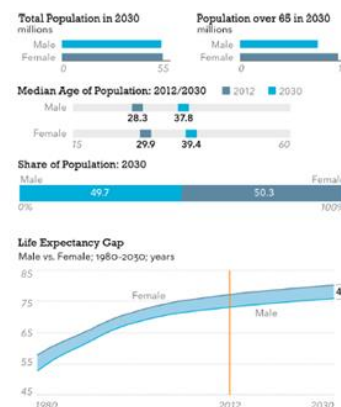 Total Population in 2030 Population over 65 in 2030
millions millions
Male Male
Female Female
0 55 0
Median Age of Population: 2012/2030 2012 2030
Male
28.3 37.8
Female
29.9 39.4
15 60
Share of Population: 2030
Male
49.7 50.3
0% 100%
Life Expectancy Gap
Male vs. Female; 1980-2030; years
85
75
65
55
45
Female
Male
4
1980 2012 2030